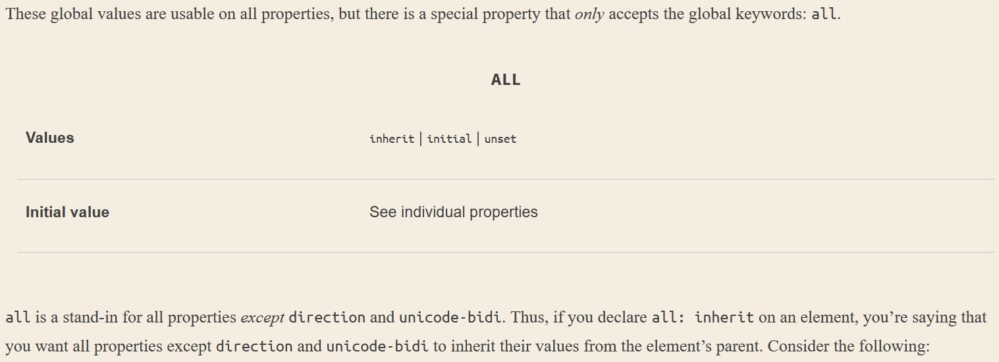 These global values are usable on all properties, but there is a special property that only accepts the global keywords: all.
ALL
Values inherit | initial | unset
Initial value See individual properties
all is a stand-in for all properties except direction and unicode-bidi. Thus, if you declare all: inherit on an element, you’re saying that
you want all properties except direction and unicode-bidi to inherit their values from the element’s parent. Consider the following: